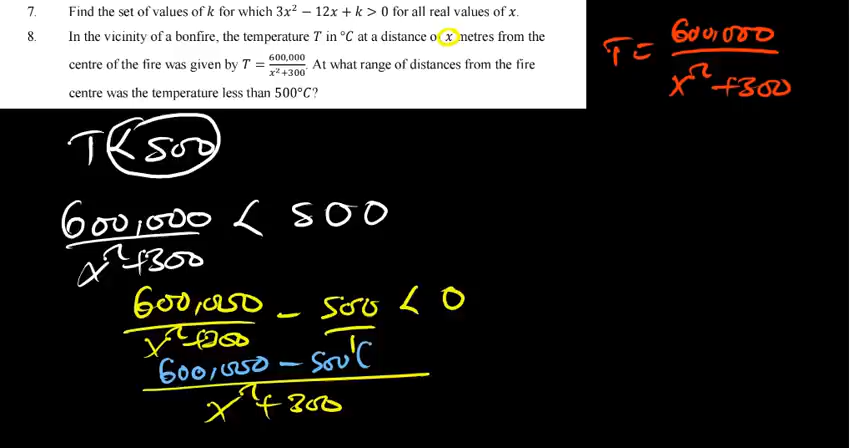 7. Find the set of values of k for which 3x² − 12x + k > 0 for all real values of x.
8. In the vicinity of a bonfire, the temperature T in °C at a distance o x metres from the
centre of the fire was given by T = 600,000/(x²+300). At what range of distances from the fire
centre was the temperature less than 500°C?
T = 600,000/(x²+300)
T < 500
600,000/(x²+300) < 500
600,000/(x²+300) − 500/1 < 0
600,000 − 500(
x²+300